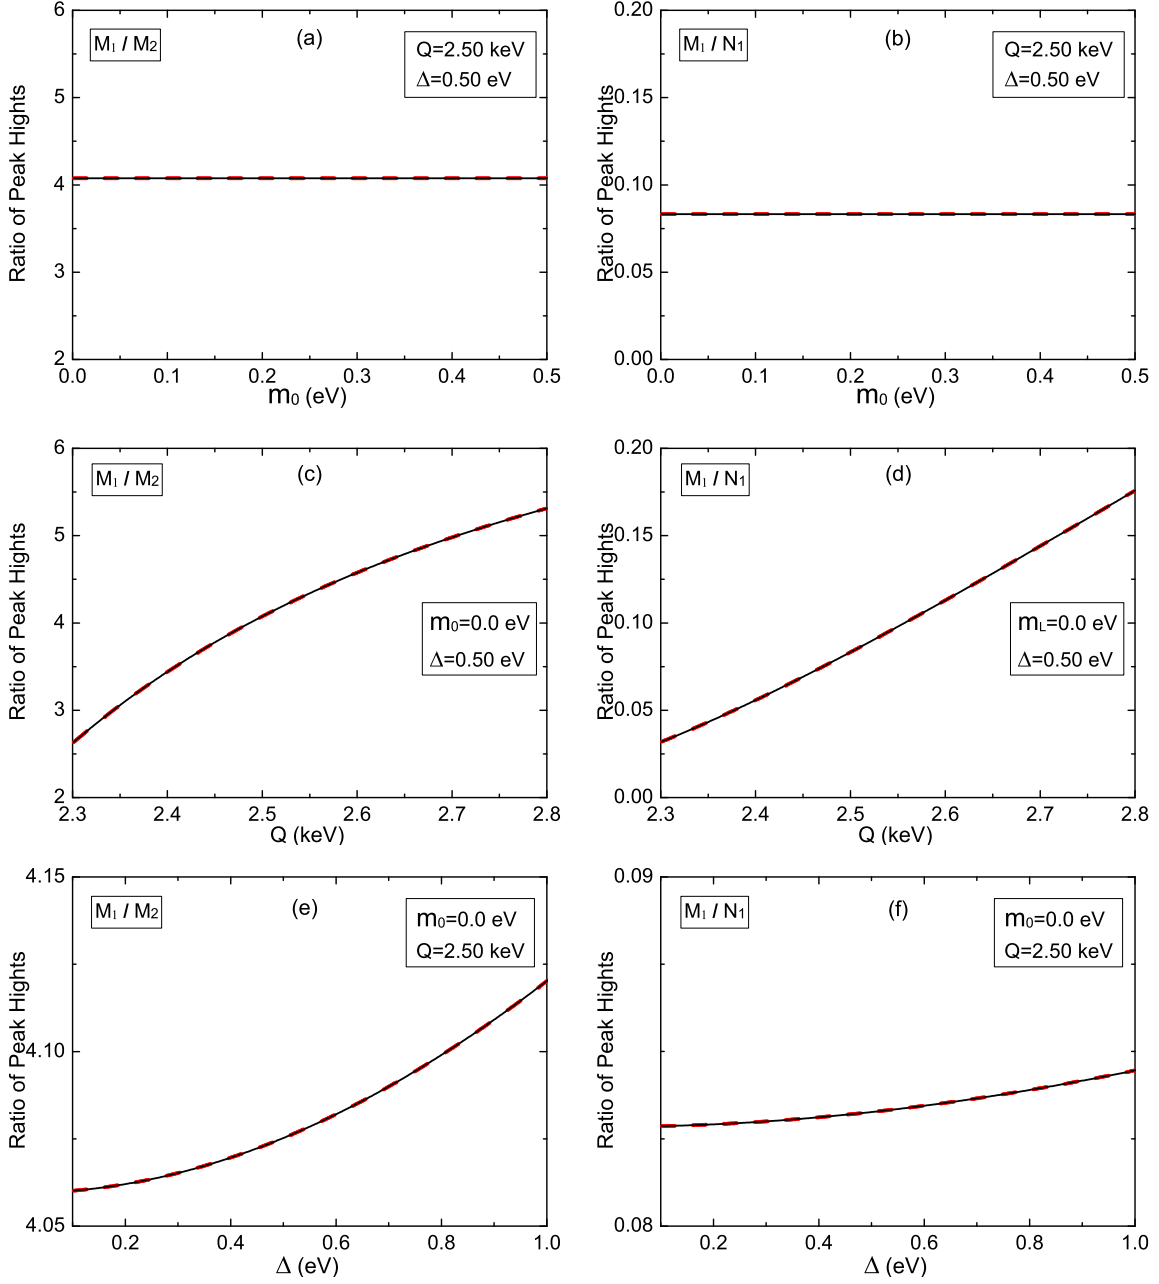 M1 / M2
(a)
Q=2.50 keV
Δ=0.50 eV
Ratio of Peak Hights
6
5
4
3
2
0.0 0.1 0.2 0.3 0.4 0.5
m0 (eV)
M1 / N1
(b)
Q=2.50 keV
Δ=0.50 eV
Ratio of Peak Hights
0.20
0.15
0.10
0.05
0.00
0.0 0.1 0.2 0.3 0.4 0.5
m0 (eV)
M1 / M2
(c)
m0=0.0 eV
Δ=0.50 eV
Ratio of Peak Hights
6
5
4
3
2
2.3 2.4 2.5 2.6 2.7 2.8
Q (keV)
M1 / N1
(d)
mL=0.0 eV
Δ=0.50 eV
Ratio of Peak Hights
0.20
0.15
0.10
0.05
0.00
2.3 2.4 2.5 2.6 2.7 2.8
Q (keV)
M1 / M2
(e)
m0=0.0 eV
Q=2.50 keV
Ratio of Peak Hights
4.15
4.10
4.05
0.2 0.4 0.6 0.8 1.0
Δ (eV)
M1 / N1
(f)
m0=0.0 eV
Q=2.50 keV
Ratio of Peak Hights
0.09
0.08
0.2 0.4 0.6 0.8 1.0
Δ (eV)